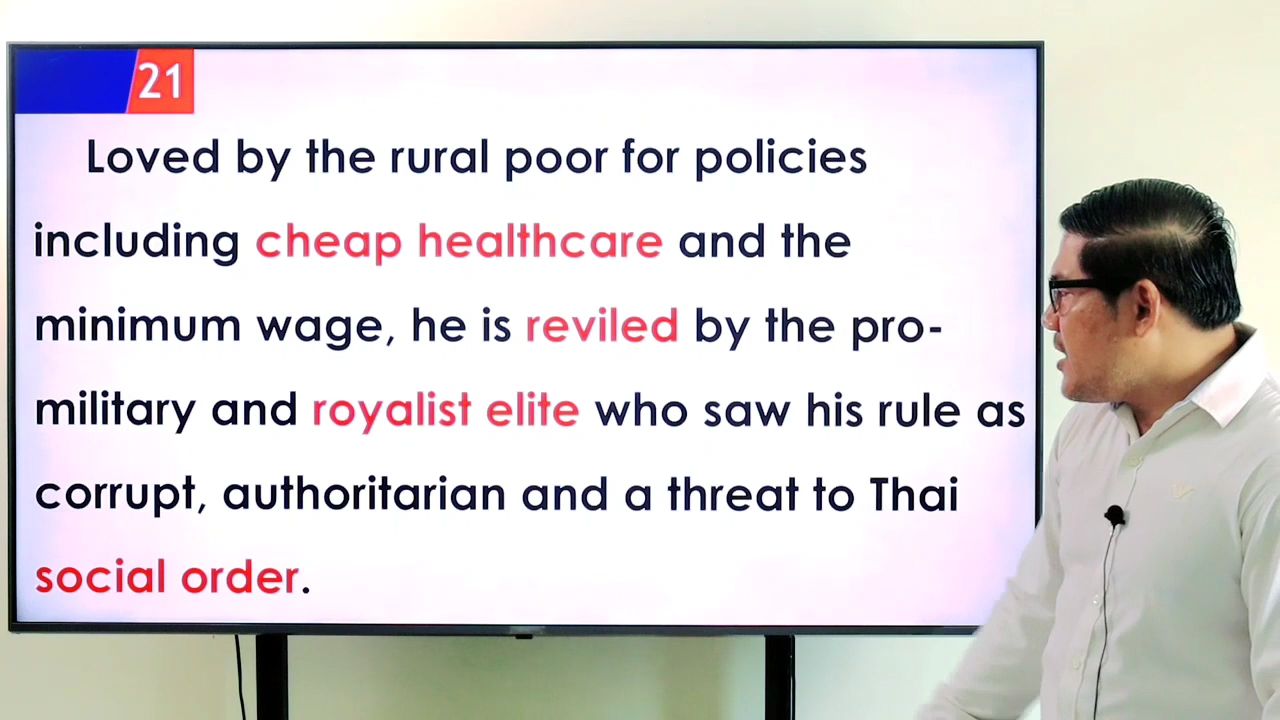 21
Loved by the rural poor for policies
including cheap healthcare and the
minimum wage, he is reviled by the pro-
military and royalist elite who saw his rule as
corrupt, authoritarian and a threat to Thai
social order.